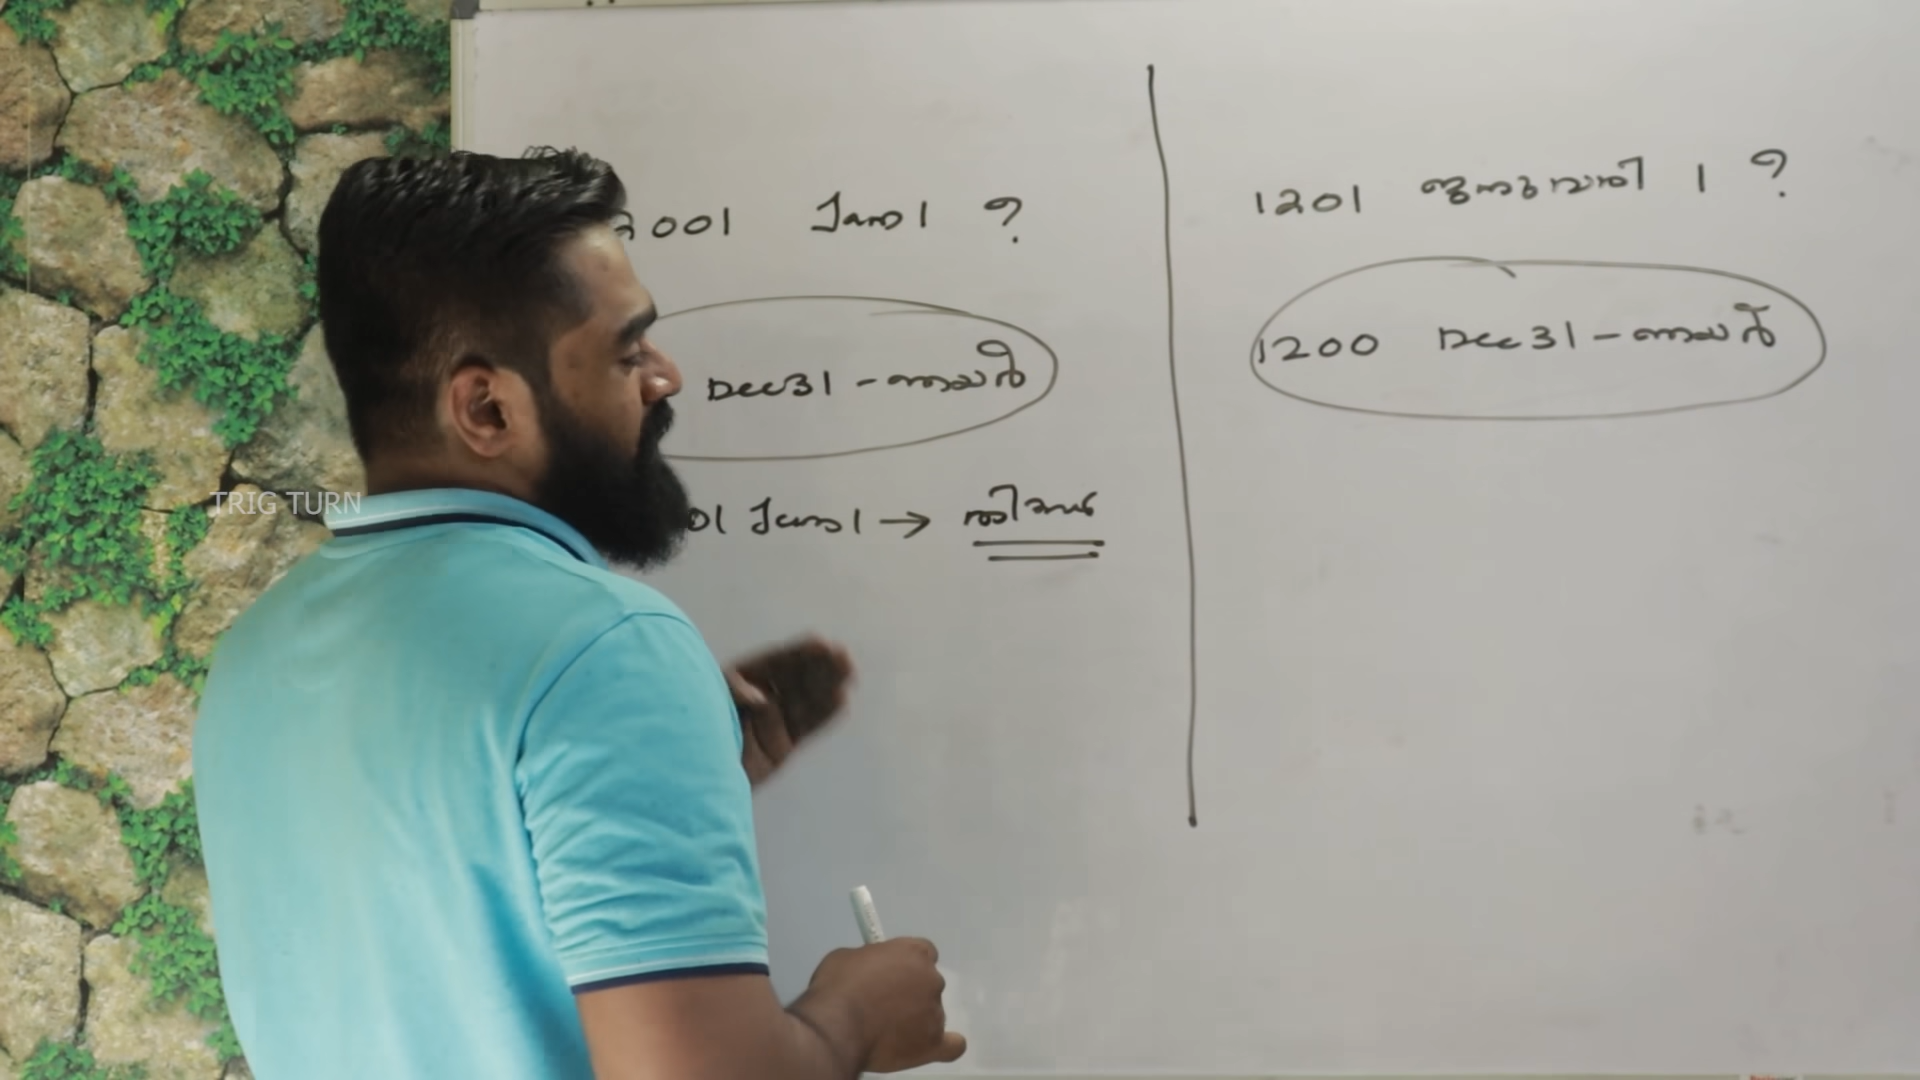 2001 Jan 1 ?
Dec 31 - ഞായർ
01 Jan 1 → തിങ്കൾ
1201 ജനുവരി 1 ?
1200 Dec 31 - ഞായർ
TRIG TURN